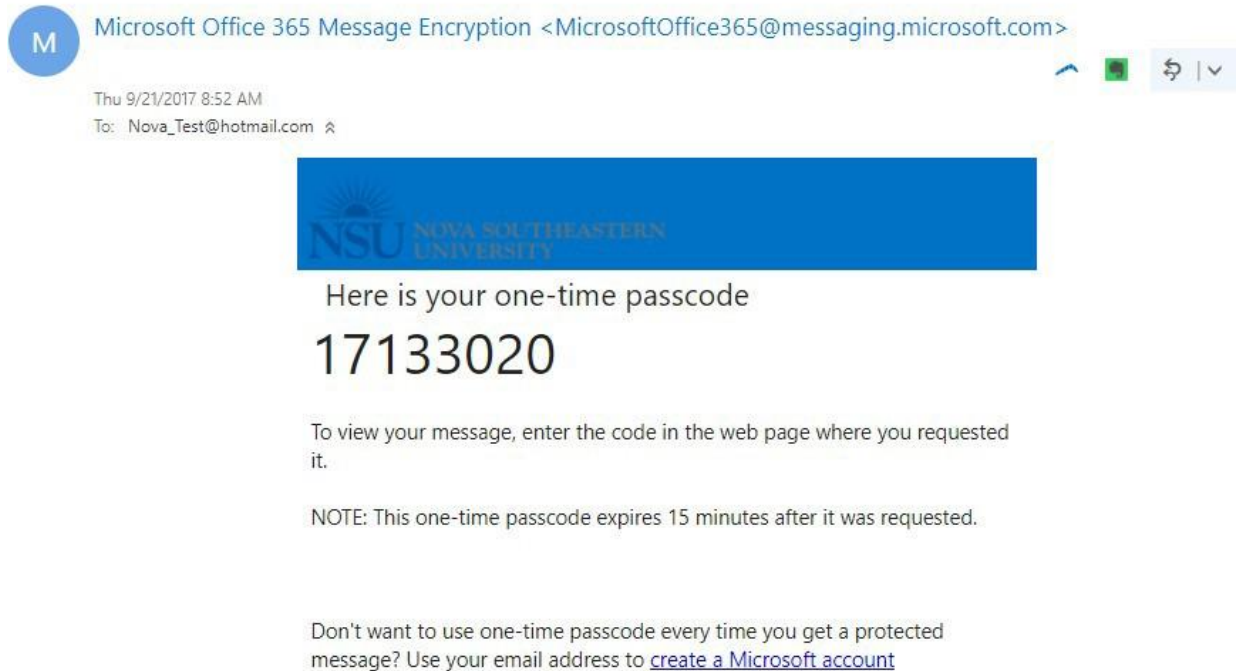 M
Microsoft Office 365 Message Encryption <MicrosoftOffice365@messaging.microsoft.com>
Thu 9/21/2017 8:52 AM
To: Nova_Test@hotmail.com
NSU NOVA SOUTHEASTERN
UNIVERSITY
Here is your one-time passcode
17133020
To view your message, enter the code in the web page where you requested
it.
NOTE: This one-time passcode expires 15 minutes after it was requested.
Don't want to use one-time passcode every time you get a protected
message? Use your email address to create a Microsoft account